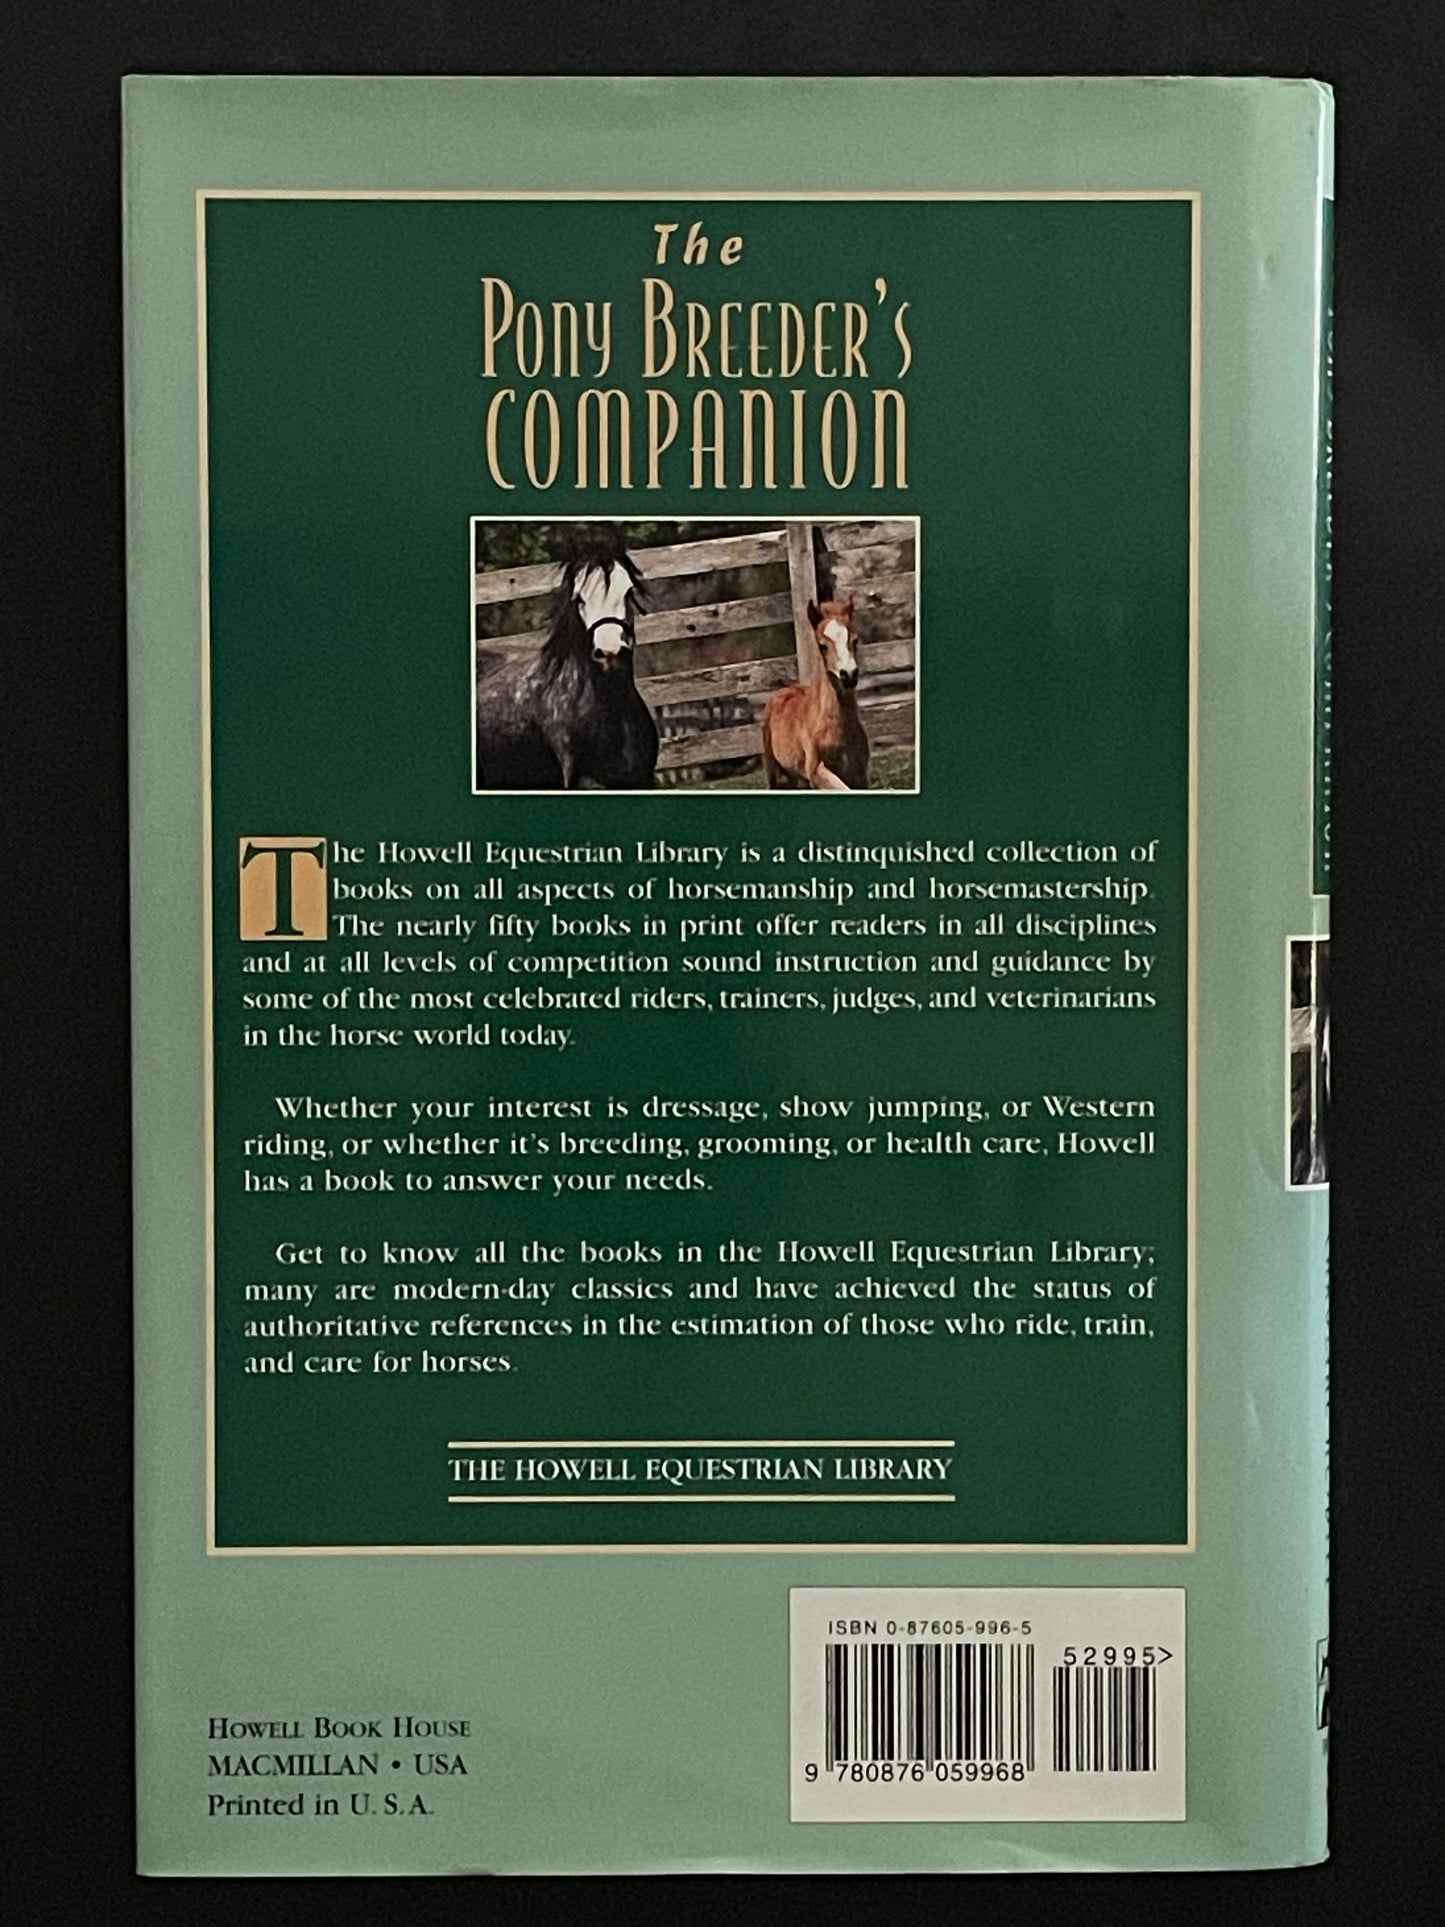 The
PONY BREEDER'S
COMPANION
The Howell Equestrian Library is a distinquished collection of
books on all aspects of horsemanship and horsemastership.
The nearly fifty books in print offer readers in all disciplines
and at all levels of competition sound instruction and guidance by
some of the most celebrated riders, trainers, judges, and veterinarians
in the horse world today.
Whether your interest is dressage, show jumping, or Western
riding, or whether it's breeding, grooming, or health care, Howell
has a book to answer your needs.
Get to know all the books in the Howell Equestrian Library;
many are modern-day classics and have achieved the status of
authoritative references in the estimation of those who ride, train,
and care for horses.
THE HOWELL EQUESTRIAN LIBRARY
HOWELL BOOK HOUSE
MACMILLAN • USA
Printed in U.S.A.
ISBN 0-87605-996-5
52995>
9 780876 059968